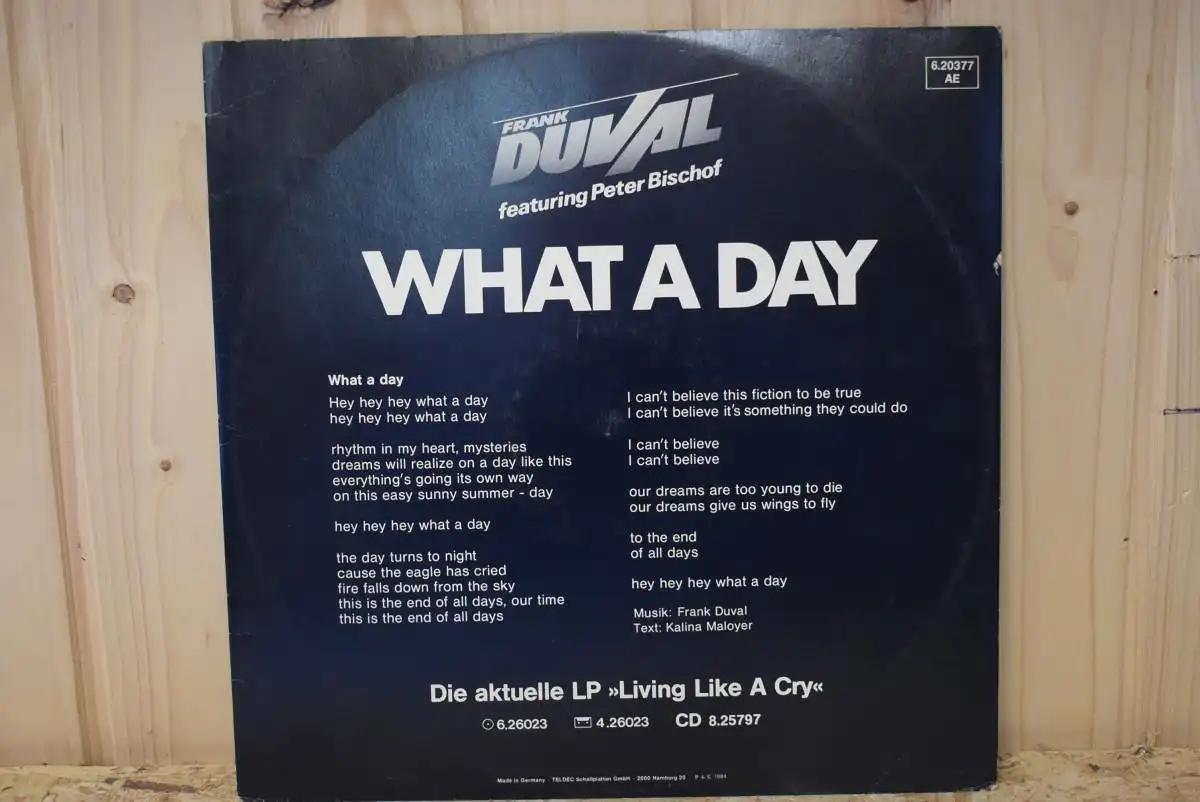 6.20377
AE
FRANK
DUVAL
featuring Peter Bischof
WHAT A DAY
What a day
Hey hey hey what a day
hey hey hey what a day
rhythm in my heart, mysteries
dreams will realize on a day like this
everything's going its own way
on this easy sunny summer - day
hey hey hey what a day
the day turns to night
cause the eagle has cried
fire falls down from the sky
this is the end of all days, our time
this is the end of all days
I can't believe this fiction to be true
I can't believe it's something they could do
I can't believe
I can't believe
our dreams are too young to die
our dreams give us wings to fly
to the end
of all days
hey hey hey what a day
Musik: Frank Duval
Text: Kalina Maloyer
Die aktuelle LP »Living Like A Cry«
6.26023 4.26023 CD 8.25797
Made in Germany · TELDEC Schallplatten GmbH · 2000 Hamburg 20 P + C 1984